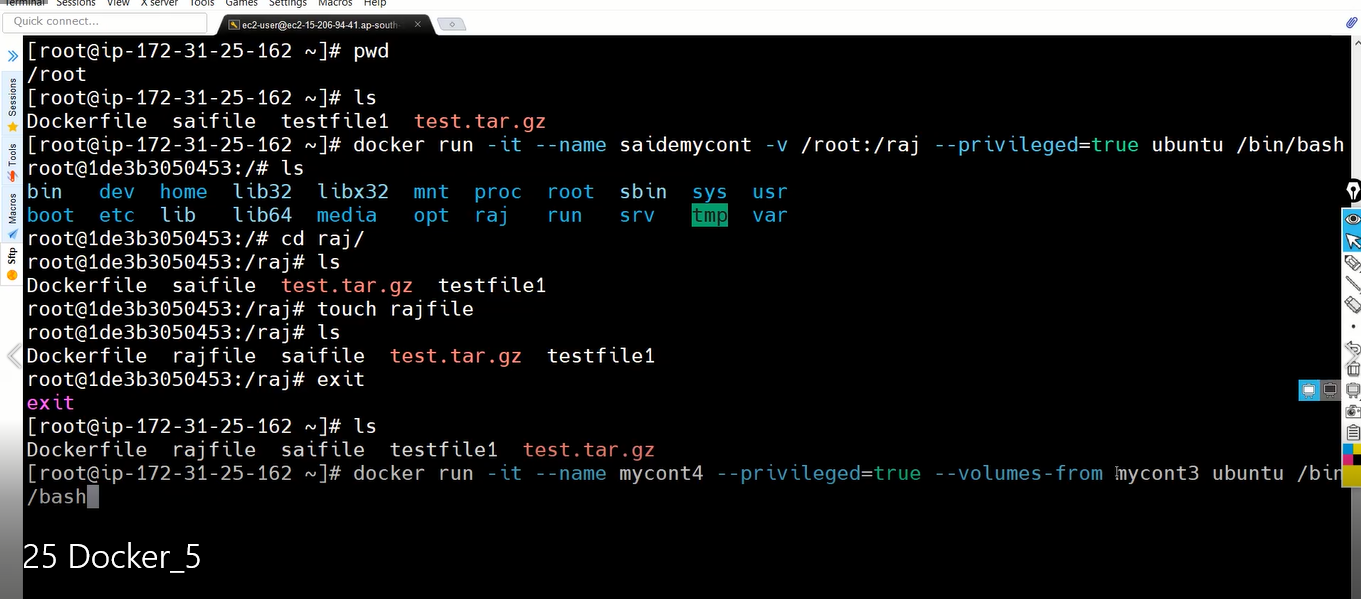 Terminal Sessions View X server Tools Games Settings Macros Help
Quick connect...
ec2-user@ec2-15-206-94-41.ap-south-
[root@ip-172-31-25-162 ~]# pwd
/root
[root@ip-172-31-25-162 ~]# ls
Dockerfile saifile testfile1 test.tar.gz
[root@ip-172-31-25-162 ~]# docker run -it --name saidemycont -v /root:/raj --privileged=true ubuntu /bin/bash
root@1de3b3050453:/# ls
bin dev home lib32 libx32 mnt proc root sbin sys usr
boot etc lib lib64 media opt raj run srv tmp var
root@1de3b3050453:/# cd raj/
root@1de3b3050453:/raj# ls
Dockerfile saifile test.tar.gz testfile1
root@1de3b3050453:/raj# touch rajfile
root@1de3b3050453:/raj# ls
Dockerfile rajfile saifile test.tar.gz testfile1
root@1de3b3050453:/raj# exit
exit
[root@ip-172-31-25-162 ~]# ls
Dockerfile rajfile saifile testfile1 test.tar.gz
[root@ip-172-31-25-162 ~]# docker run -it --name mycont4 --privileged=true --volumes-from mycont3 ubuntu /bin
/bash
Sessions
Tools
Macros
Sftp
25 Docker_5